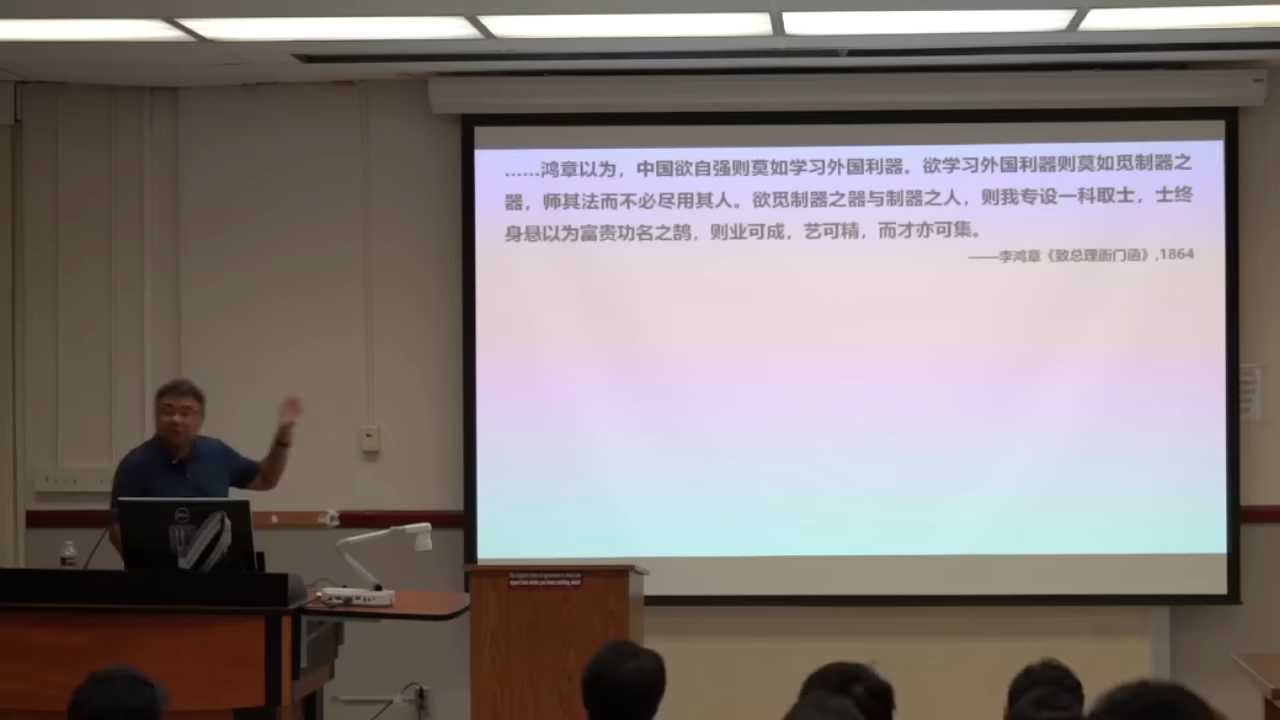 ……鸿章以为，中国欲自强则莫如学习外国利器。欲学习外国利器则莫如觅制器之
器，师其法而不必尽用其人。欲觅制器之器与制器之人，则我专设一科取士，士终
身悬以为富贵功名之鹄，则业可成，艺可精，而才亦可集。
——李鸿章《致总理衙门函》,1864
DELL